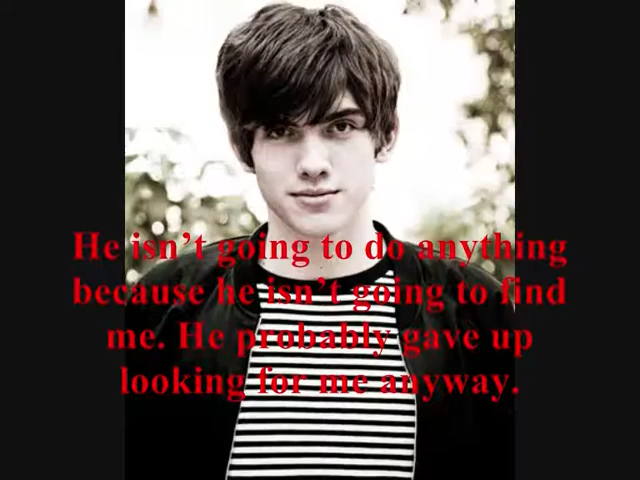 He isn’t going to do anything
because he isn’t going to find
me. He probably gave up
looking for me anyway.